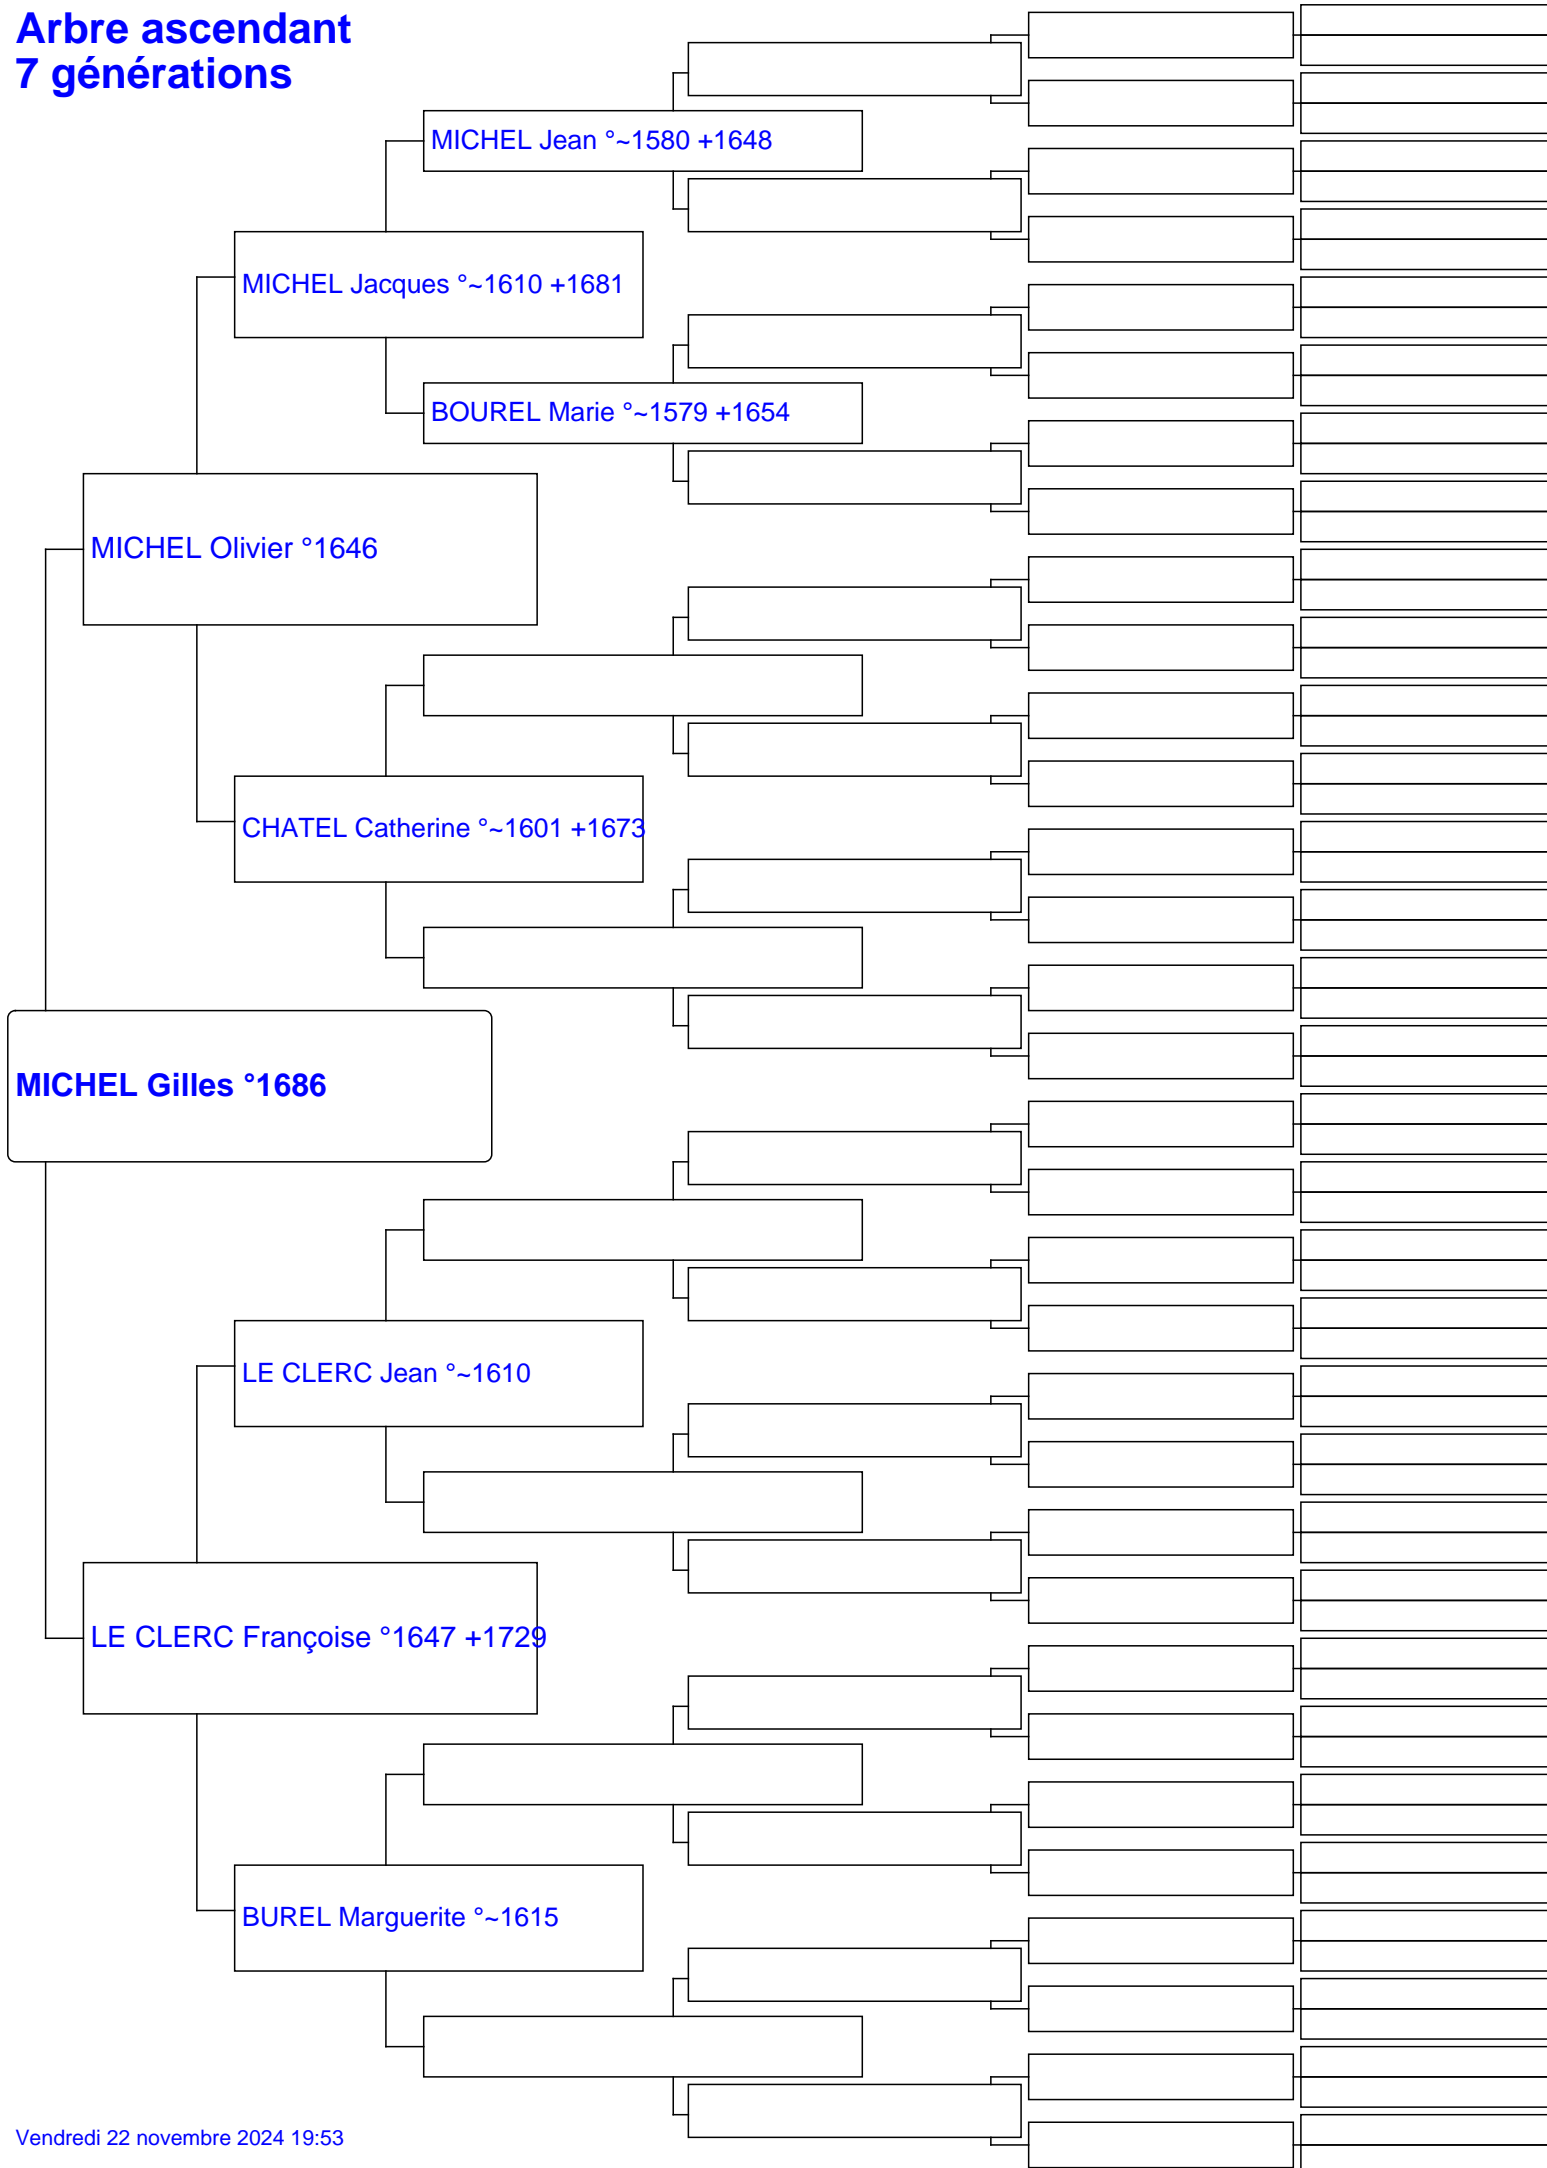 Arbre ascendant
7 générations
MICHEL Jean °~1580 +1648
MICHEL Jacques °~1610 +1681
BOUREL Marie °~1579 +1654
MICHEL Olivier °1646
CHATEL Catherine °~1601 +1673
MICHEL Gilles °1686
LE CLERC Jean °~1610
LE CLERC Françoise °1647 +1729
BUREL Marguerite °~1615
Vendredi 22 novembre 2024 19:53